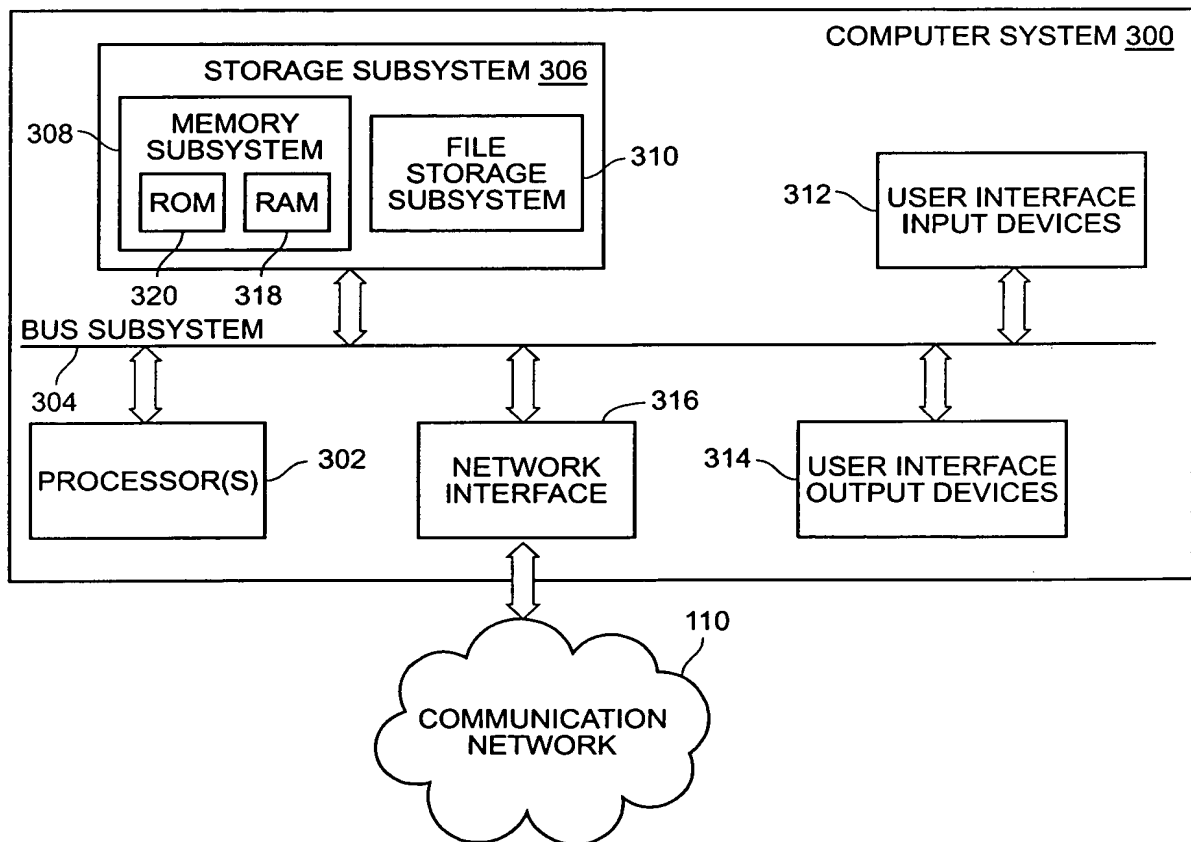 COMPUTER SYSTEM 300
STORAGE SUBSYSTEM 306
308
MEMORY
SUBSYSTEM
ROM
RAM
FILE
STORAGE
SUBSYSTEM
310
320
318
312
USER INTERFACE
INPUT DEVICES
BUS SUBSYSTEM
304
PROCESSOR(S)
302
316
NETWORK
INTERFACE
314
USER INTERFACE
OUTPUT DEVICES
110
COMMUNICATION
NETWORK